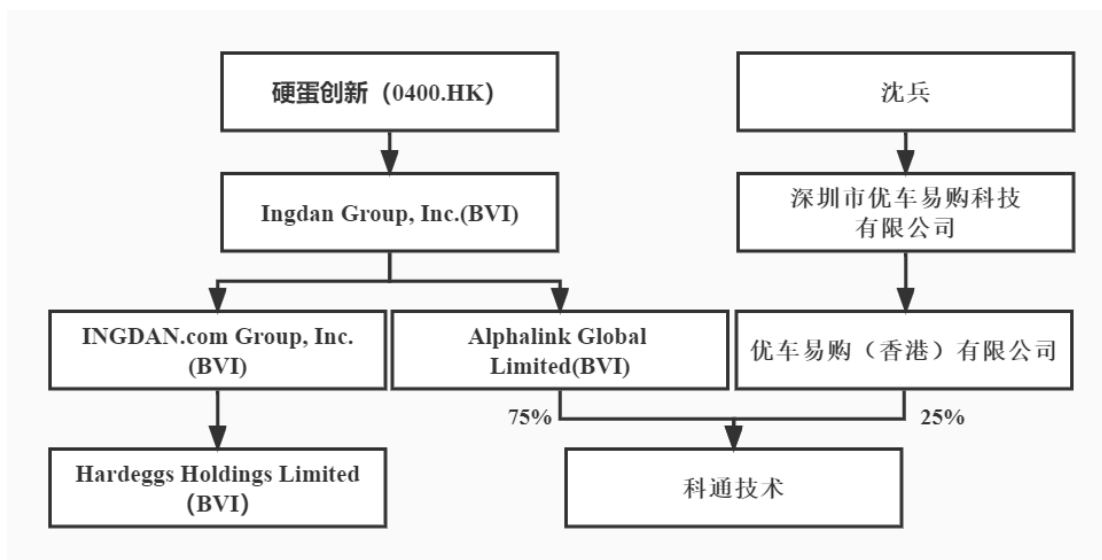 硬蛋创新（0400.HK）
沈兵
Ingdan Group, Inc.(BVI)
深圳市优车易购科技
有限公司
INGDAN.com Group, Inc.
(BVI)
Alphalink Global
Limited(BVI)
优车易购（香港）有限公司
75%
25%
Hardeggs Holdings Limited
（BVI）
科通技术